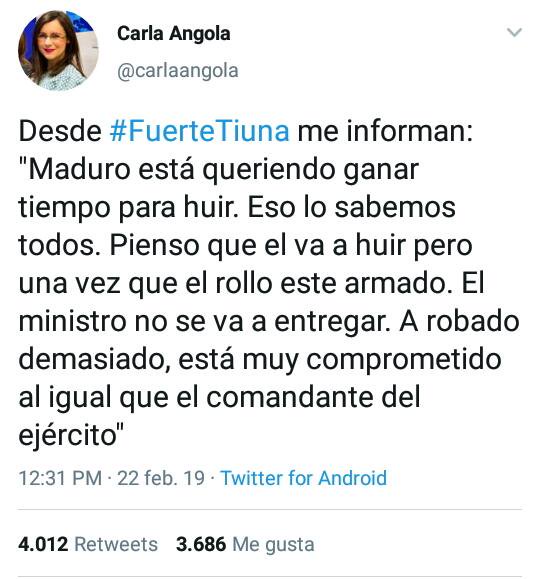 Carla Angola
@carlaangola
Desde #FuerteTiuna me informan:
"Maduro está queriendo ganar
tiempo para huir. Eso lo sabemos
todos. Pienso que el va a huir pero
una vez que el rollo este armado. El
ministro no se va a entregar. A robado
demasiado, está muy comprometido
al igual que el comandante del
ejército"
12:31 PM · 22 feb. 19 · Twitter for Android
4.012 Retweets 3.686 Me gusta